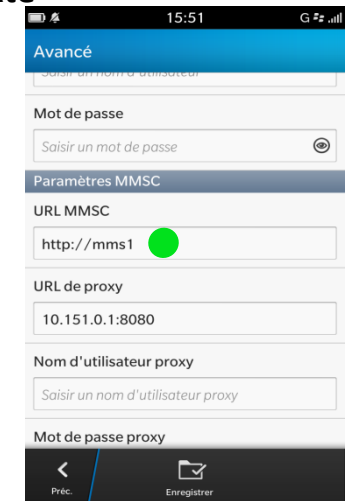 15:51 G
Avancé
Saisir un nom d'utilisateur
Mot de passe
Saisir un mot de passe
Paramètres MMSC
URL MMSC
http://mms1
URL de proxy
10.151.0.1:8080
Nom d'utilisateur proxy
Saisir un nom d'utilisateur proxy
Mot de passe proxy
Préc. Enregistrer